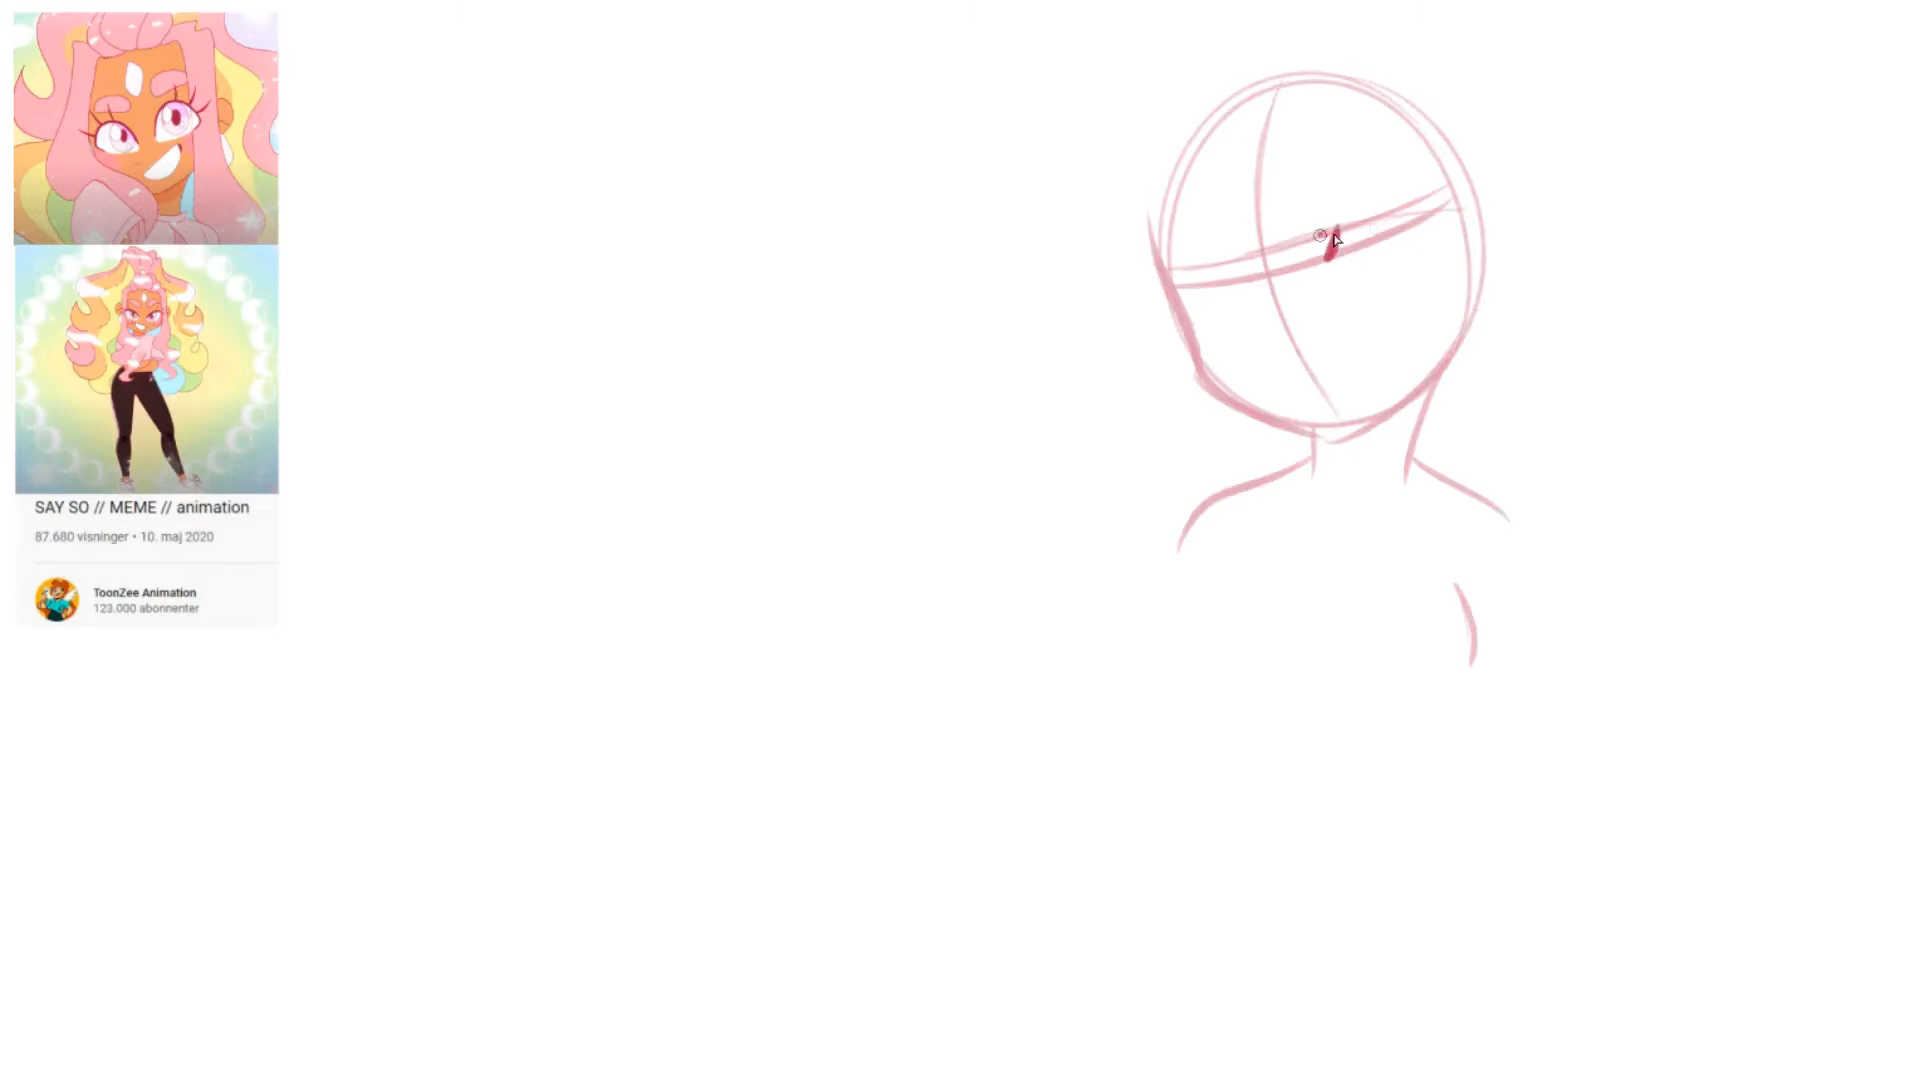 SAY SO // MEME // animation
87.680 visninger • 10. maj 2020
ToonZee Animation
123.000 abonnenter